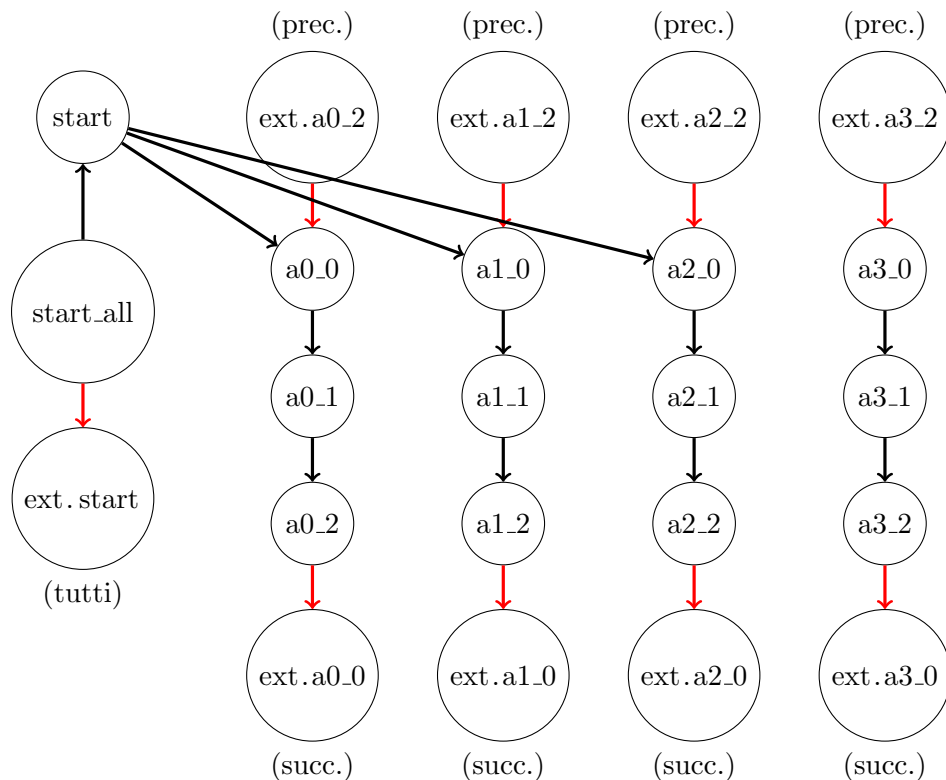 (prec.) (prec.) (prec.) (prec.)
start ext.a0_2 ext.a1_2 ext.a2_2 ext.a3_2
a0_0 a1_0 a2_0 a3_0
start_all
a0_1 a1_1 a2_1 a3_1
ext.start
a0_2 a1_2 a2_2 a3_2
(tutti)
ext.a0_0 ext.a1_0 ext.a2_0 ext.a3_0
(succ.) (succ.) (succ.) (succ.)